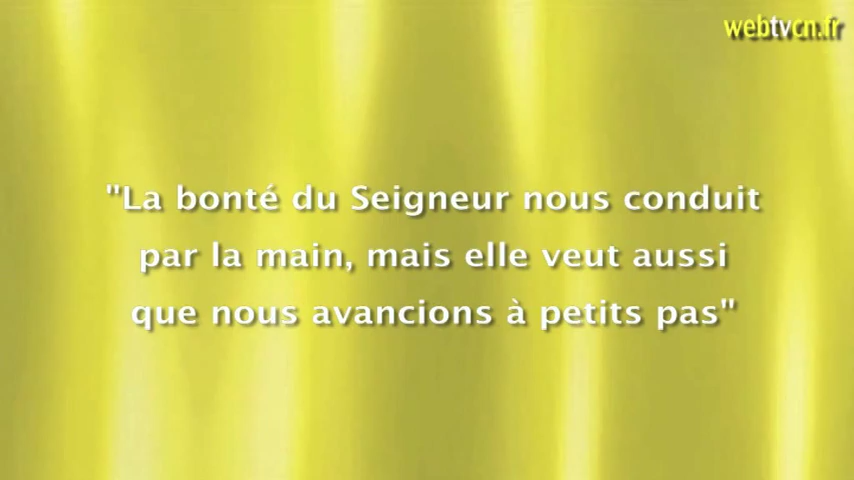 webtvcn.fr
"La bonté du Seigneur nous conduit
par la main, mais elle veut aussi
que nous avancions à petits pas"